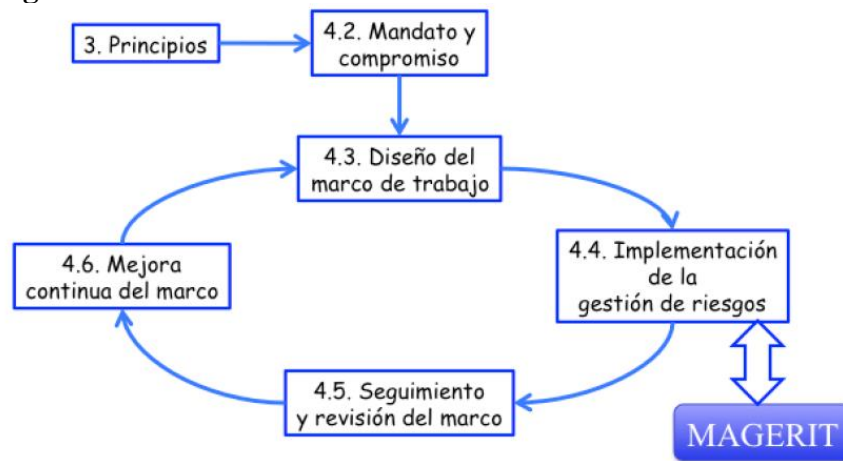 3. Principios
4.2. Mandato y
compromiso
4.3. Diseño del
marco de trabajo
4.6. Mejora
continua del marco
4.4. Implementación
de la
gestión de riesgos
4.5. Seguimiento
y revisión del marco
MAGERIT